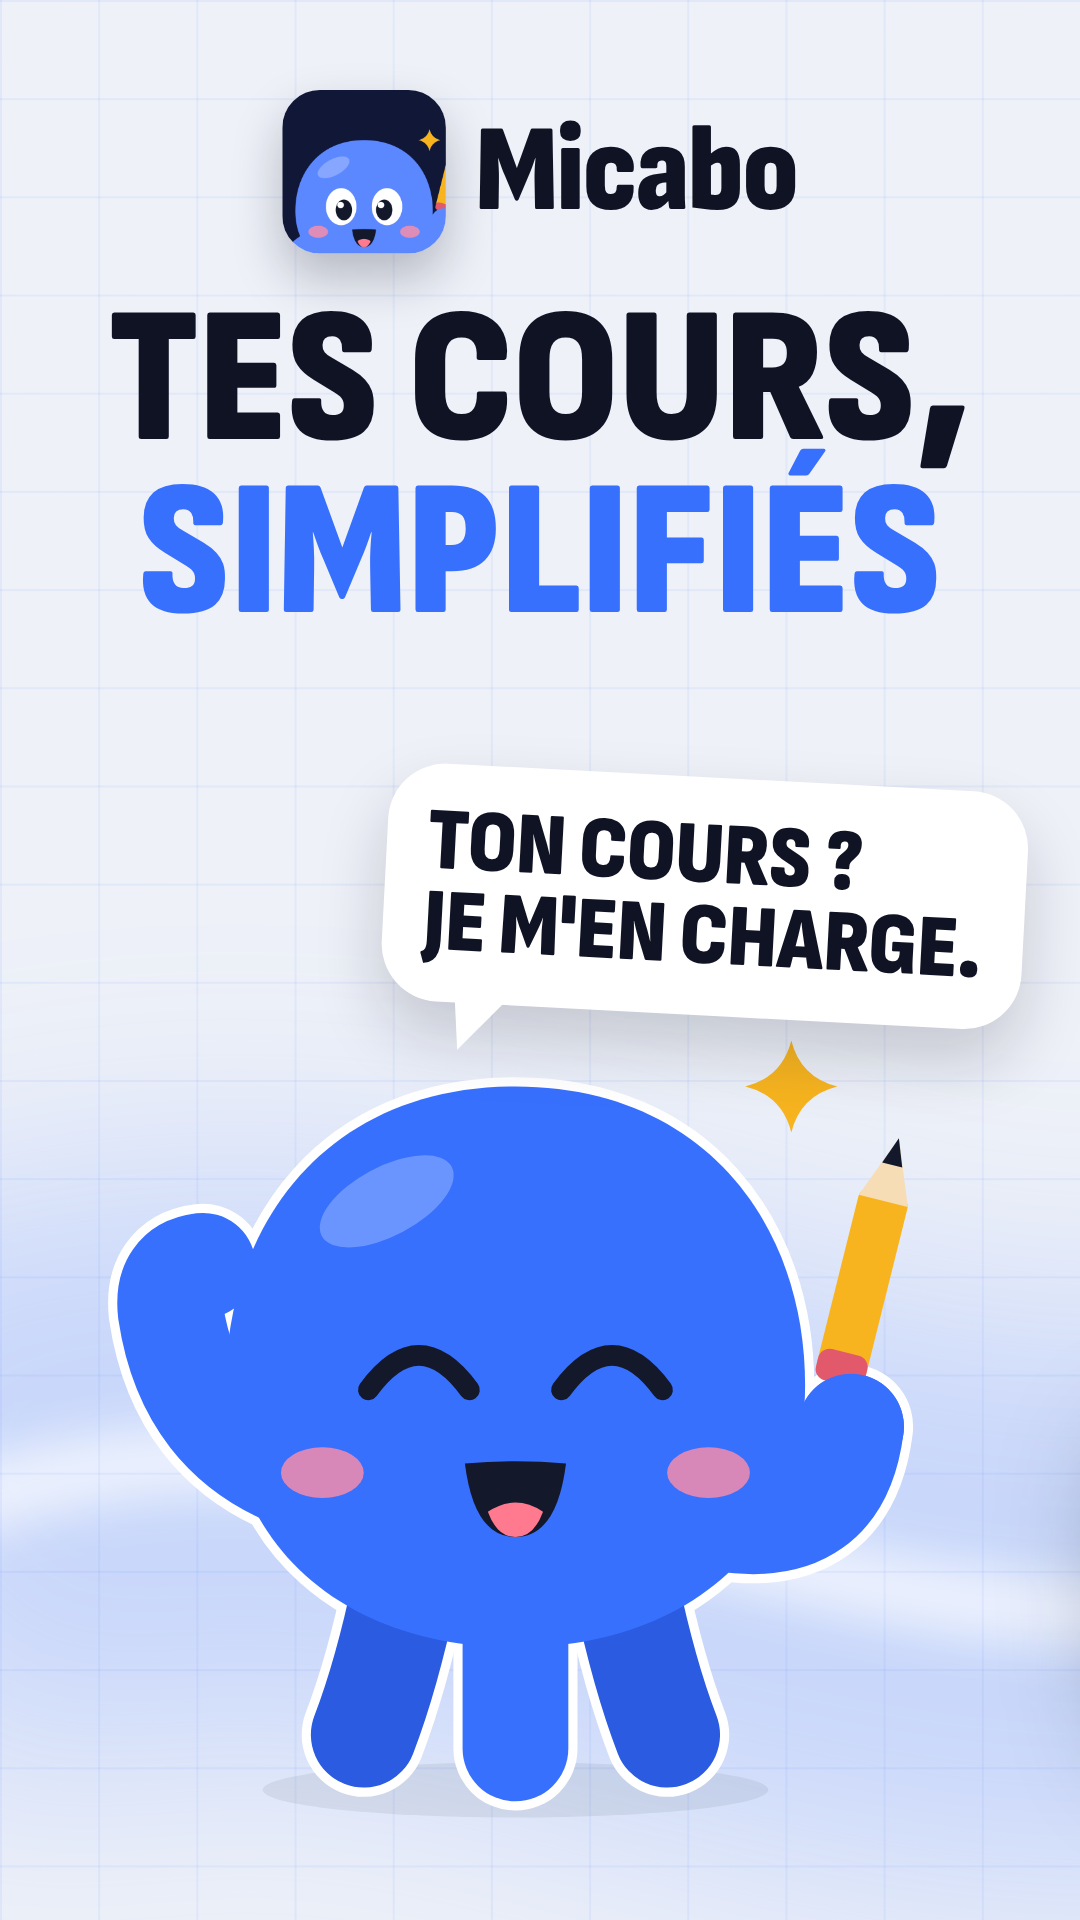 Micabo
TES COURS,
SIMPLIFIÉS
TON COURS ?
JE M'EN CHARGE.